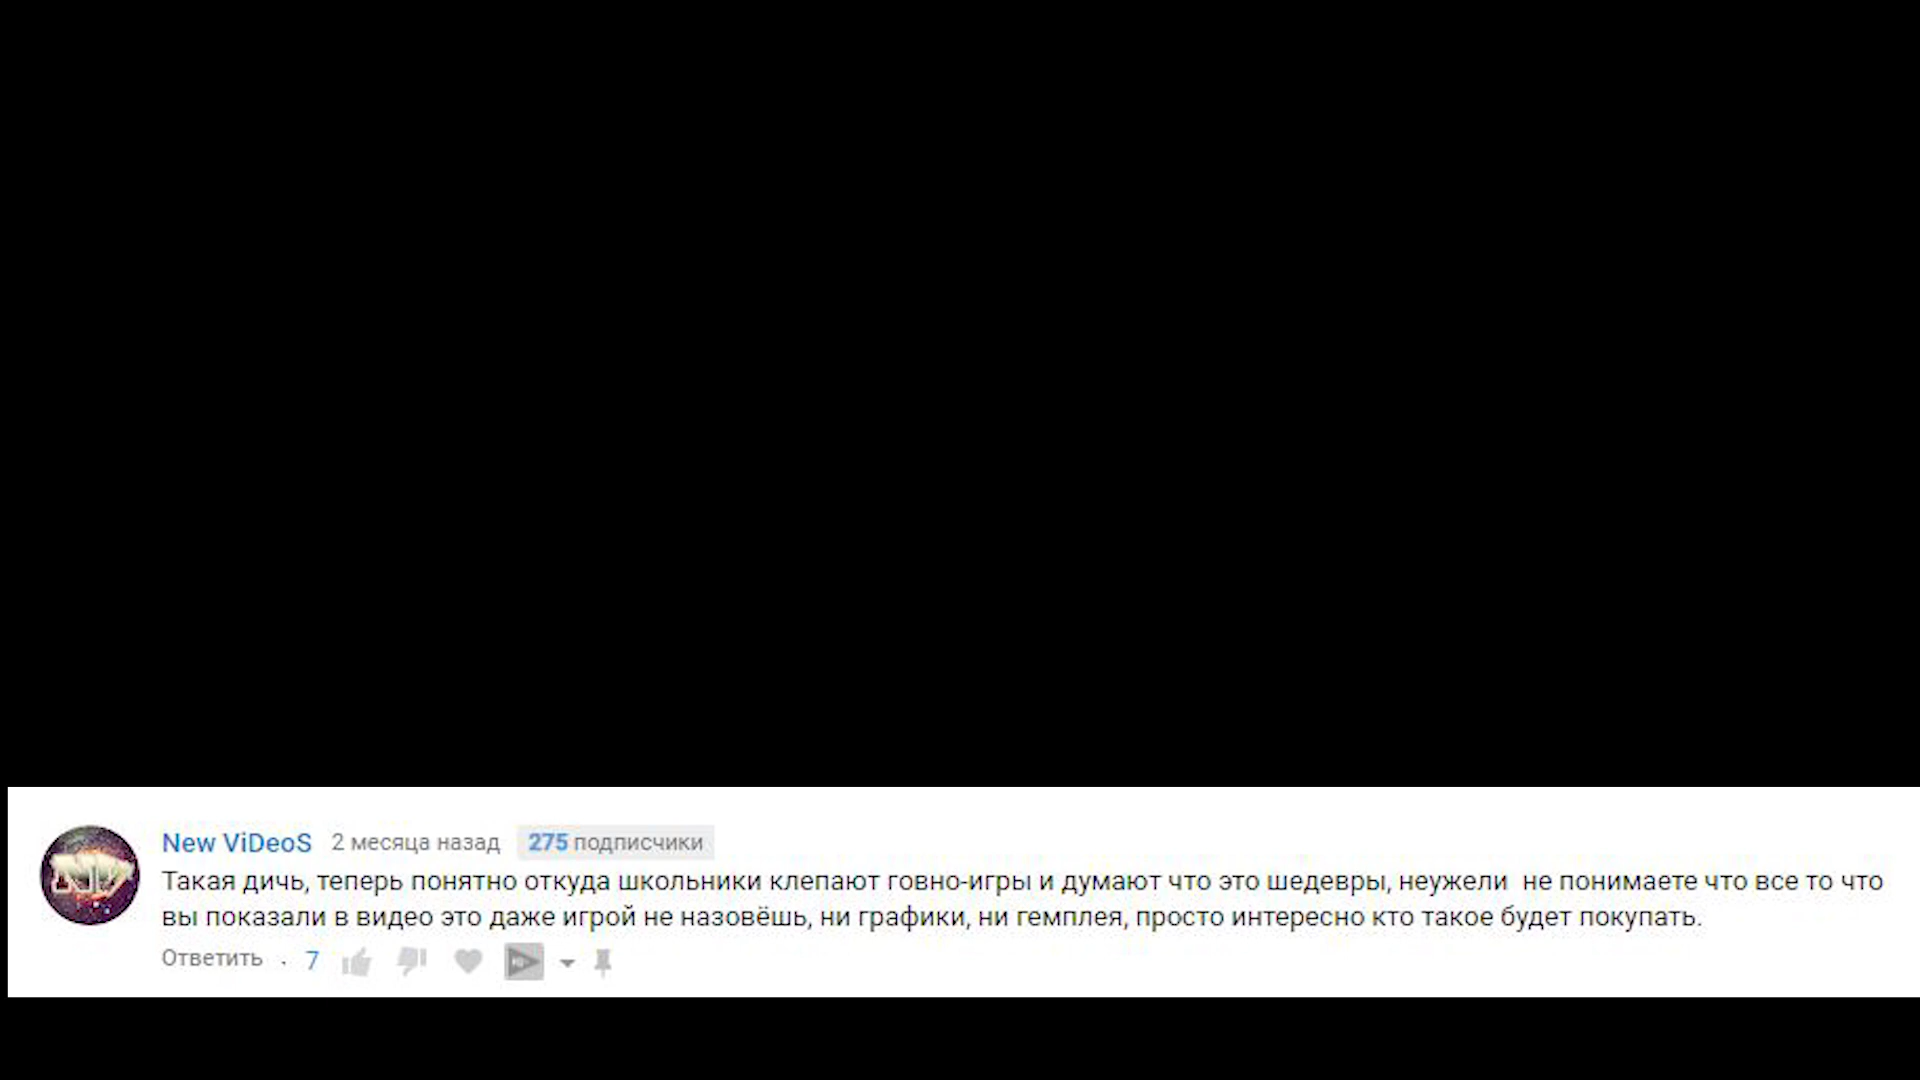 New ViDeoS 2 месяца назад 275 подписчики
Такая дичь, теперь понятно откуда школьники клепают говно-игры и думают что это шедевры, неужели не понимаете что все то что
вы показали в видео это даже игрой не назовёшь, ни графики, ни гемплея, просто интересно кто такое будет покупать.
Ответить · 7